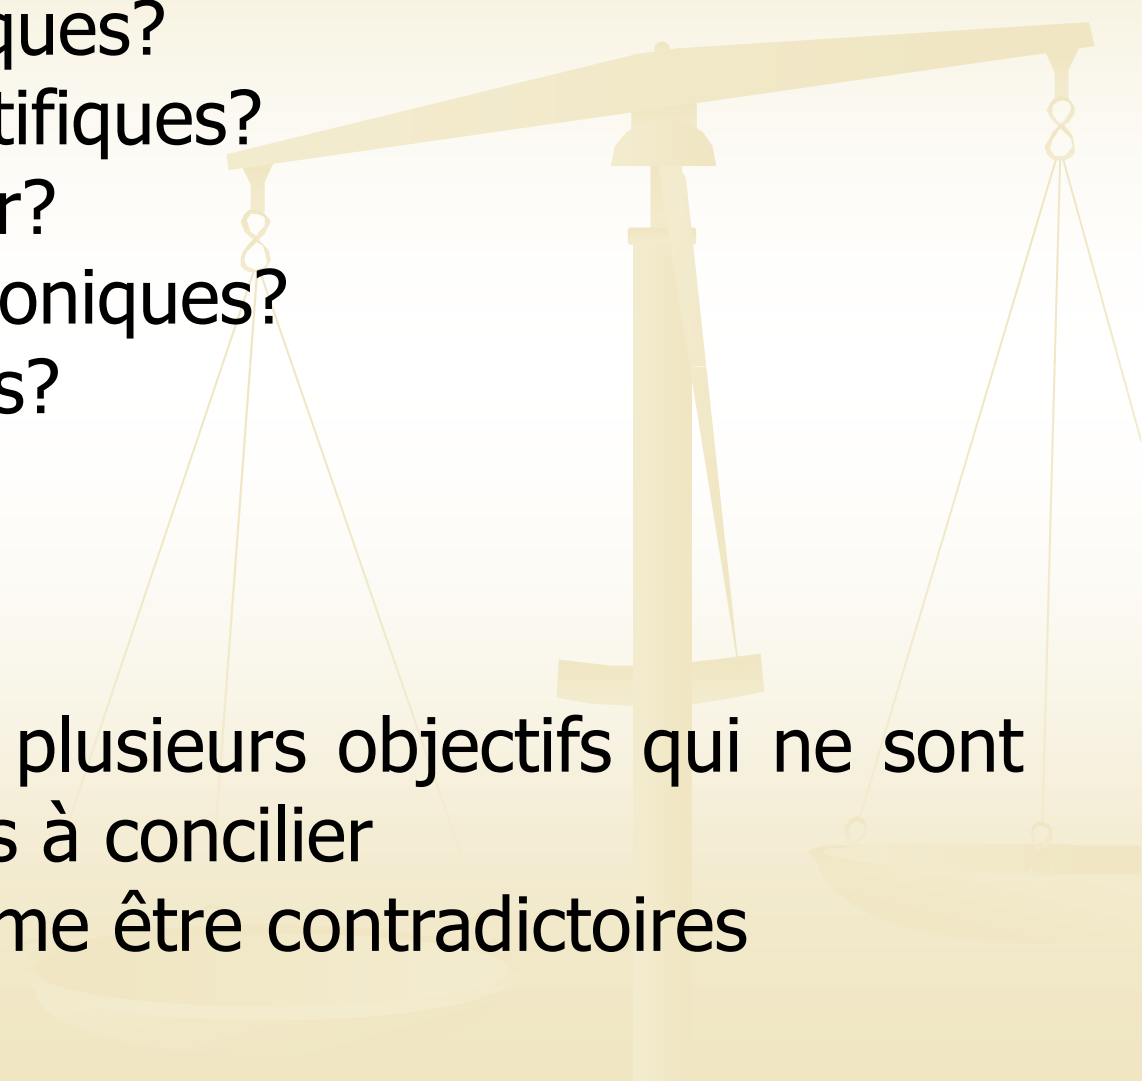 ques?
tifiques?
r?
oniques?
s?
plusieurs objectifs qui ne sont
s à concilier
me être contradictoires